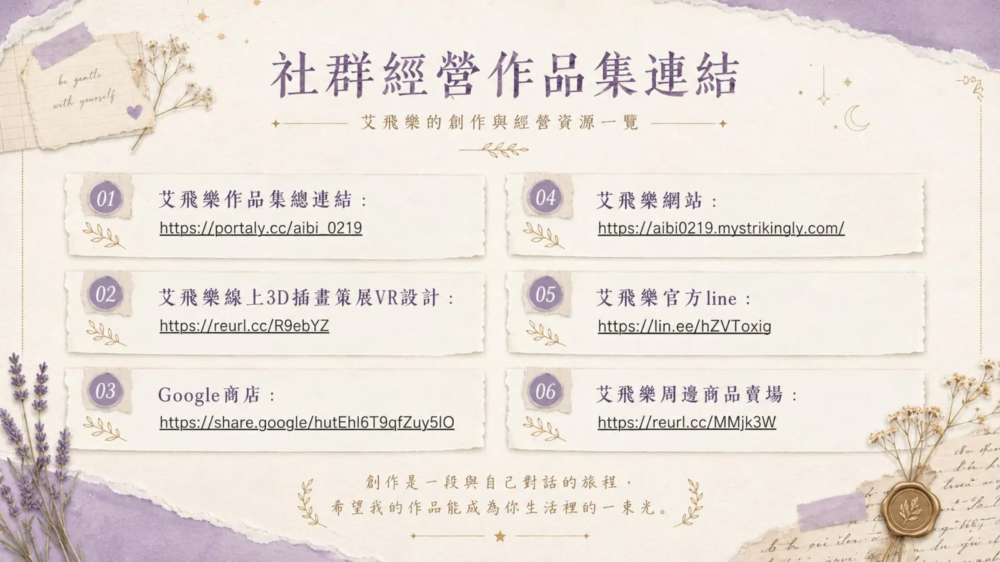 be gentle
with yourself
社群經營作品集連結
艾飛樂的創作與經營資源一覽
01
艾飛樂作品集總連結：
https://portaly.cc/aibi_0219
02
艾飛樂線上3D插畫策展VR設計：
https://reurl.cc/R9ebYZ
03
Google商店：
https://share.google/hutEhl6T9qfZuy5lO
04
艾飛樂網站：
https://aibi0219.mystrikingly.com/
05
艾飛樂官方line：
https://lin.ee/hZVToxig
06
艾飛樂周邊商品賣場：
https://reurl.cc/MMjk3W
創作是一段與自己對話的旅程，
希望我的作品能成為你生活裡的一束光。